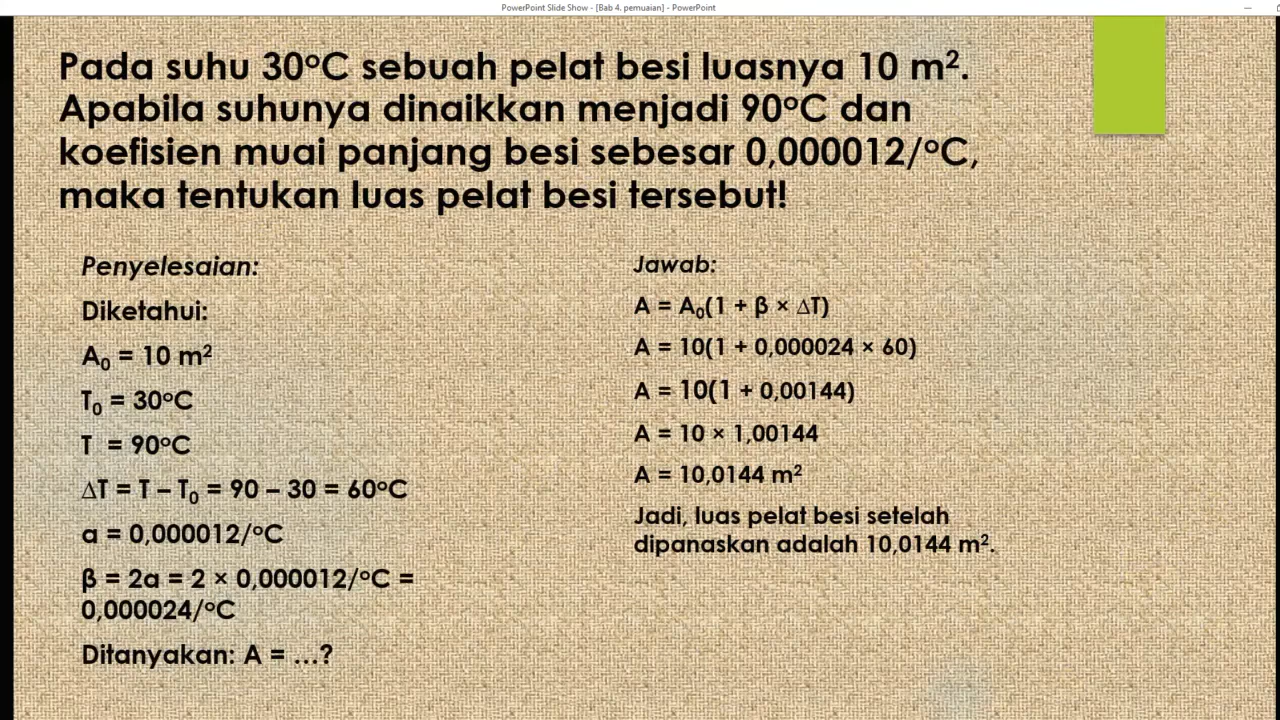 PowerPoint Slide Show - [Bab 4. pemuaian] - PowerPoint
Pada suhu 30°C sebuah pelat besi luasnya 10 m².
Apabila suhunya dinaikkan menjadi 90°C dan
koefisien muai panjang besi sebesar 0,000012/°C,
maka tentukan luas pelat besi tersebut!
Penyelesaian:
Diketahui:
A₀ = 10 m²
T₀ = 30°C
T = 90°C
∆T = T – T₀ = 90 – 30 = 60°C
α = 0,000012/°C
β = 2α = 2 × 0,000012/°C =
0,000024/°C
Ditanyakan: A = …?
Jawab:
A = A₀(1 + β × ∆T)
A = 10(1 + 0,000024 × 60)
A = 10(1 + 0,00144)
A = 10 × 1,00144
A = 10,0144 m²
Jadi, luas pelat besi setelah
dipanaskan adalah 10,0144 m².